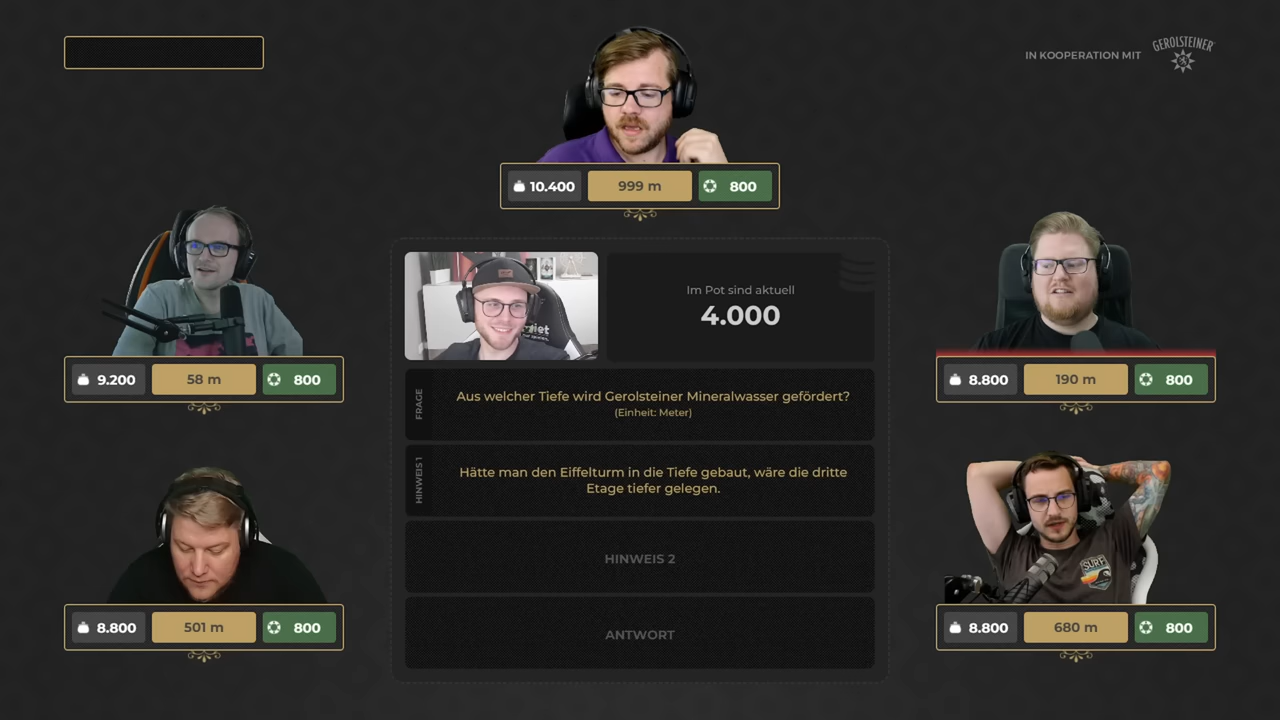 IN KOOPERATION MIT
GEROLSTEINER
10.400
999 m
800
9.200
58 m
800
8.800
190 m
800
Im Pot sind aktuell
4.000
FRAGE
Aus welcher Tiefe wird Gerolsteiner Mineralwasser gefördert?
(Einheit: Meter)
HINWEIS 1
Hätte man den Eiffelturm in die Tiefe gebaut, wäre die dritte
Etage tiefer gelegen.
HINWEIS 2
ANTWORT
8.800
501 m
800
8.800
680 m
800
SURF